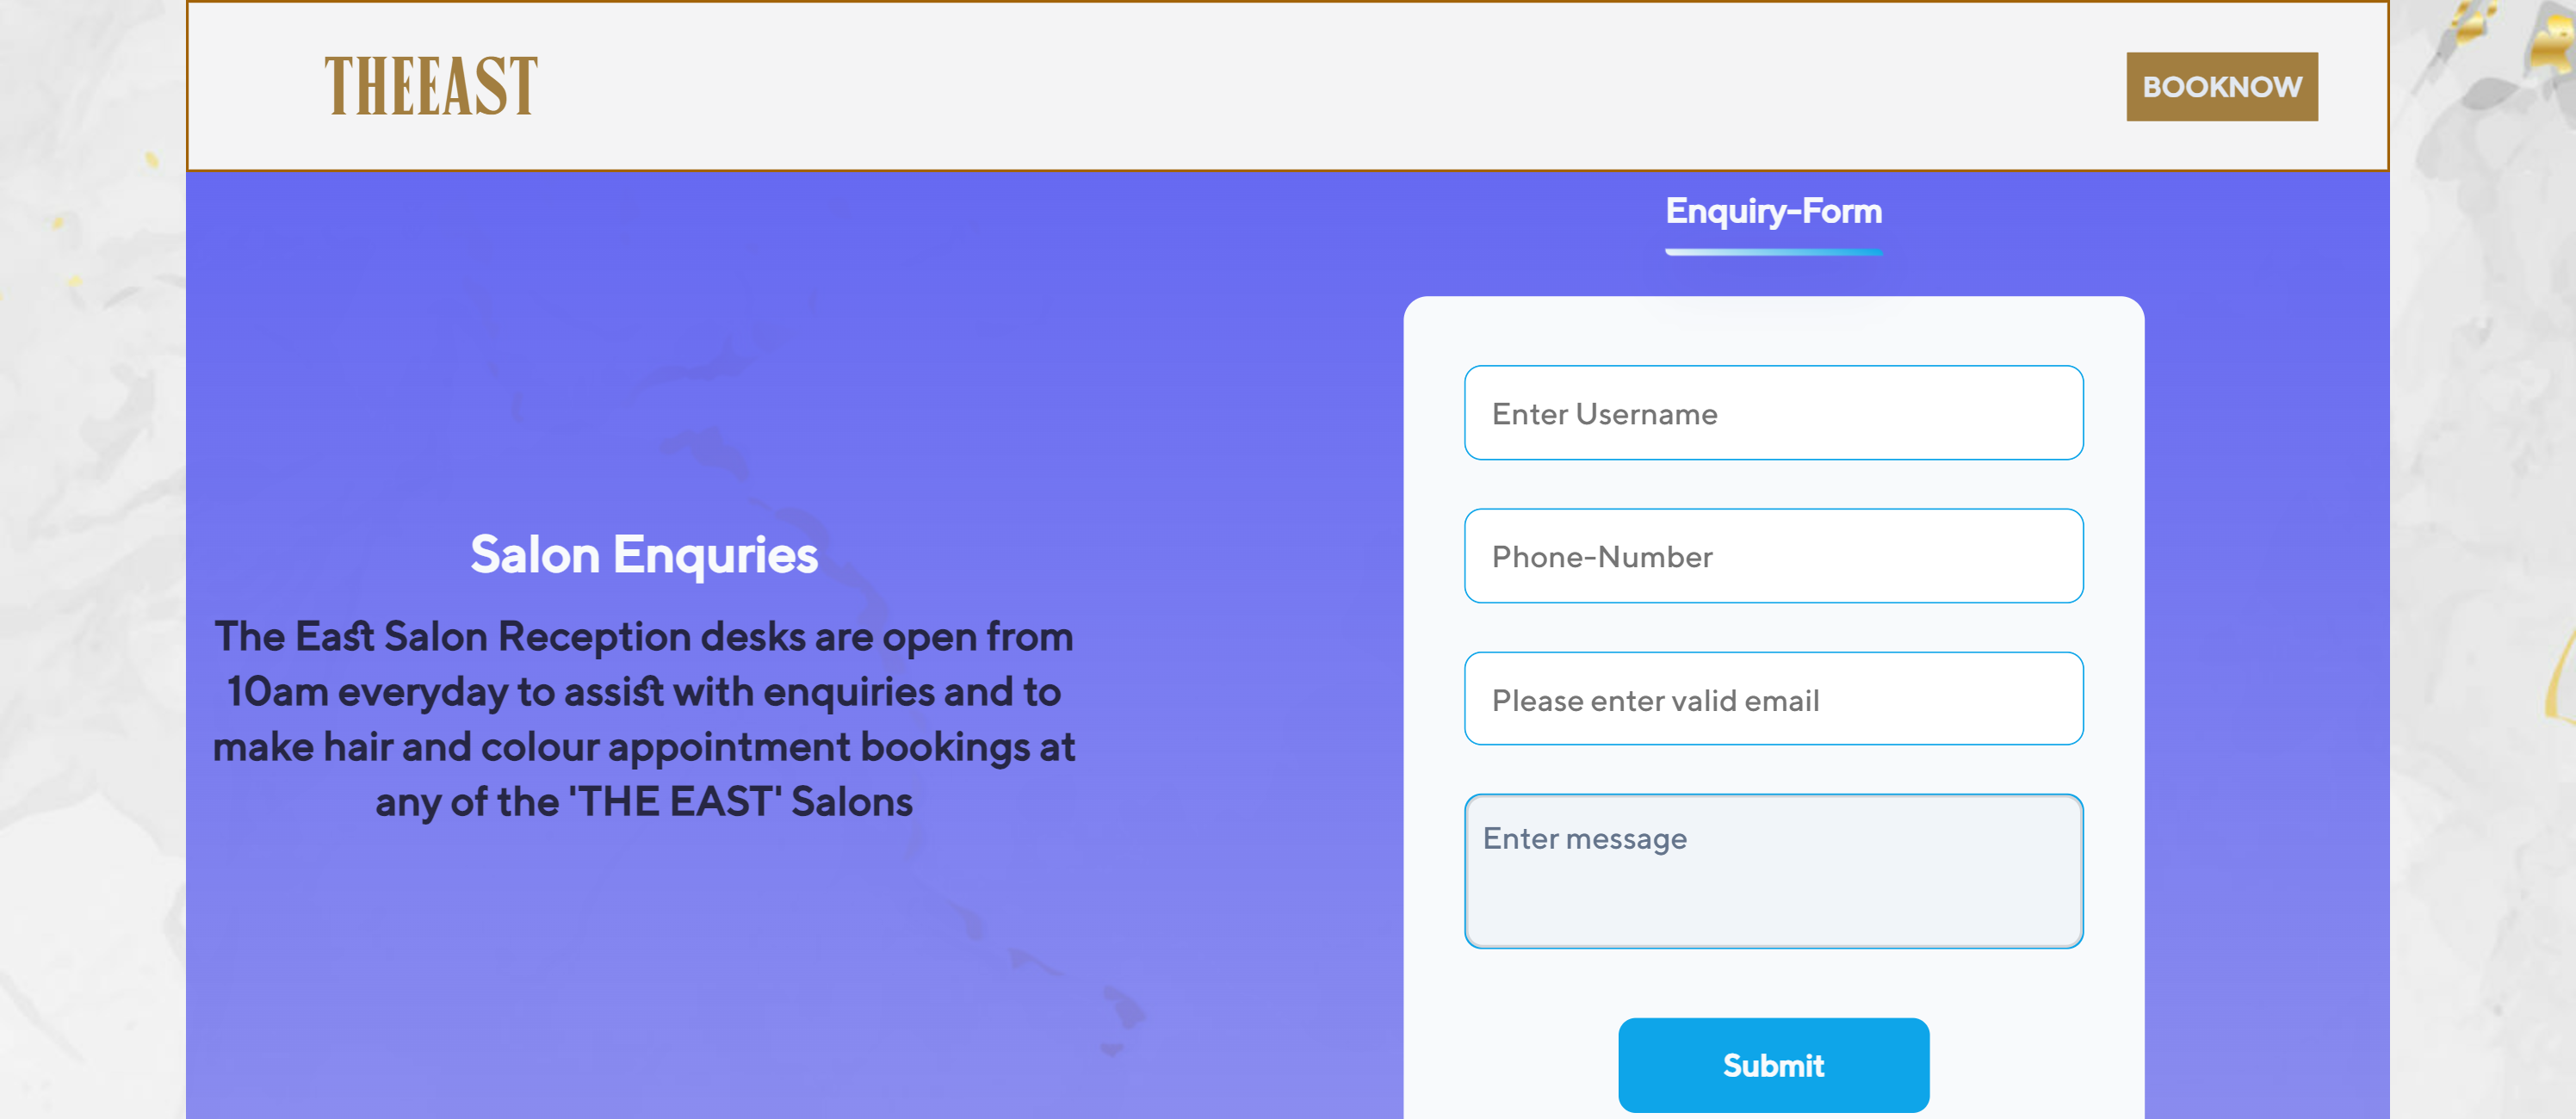 THEEAST
BOOKNOW
Enquiry-Form
Enter Username
Phone-Number
Please enter valid email
Enter message
Submit
Salon Enquries
The East Salon Reception desks are open from
10am everyday to assist with enquiries and to
make hair and colour appointment bookings at
any of the 'THE EAST' Salons